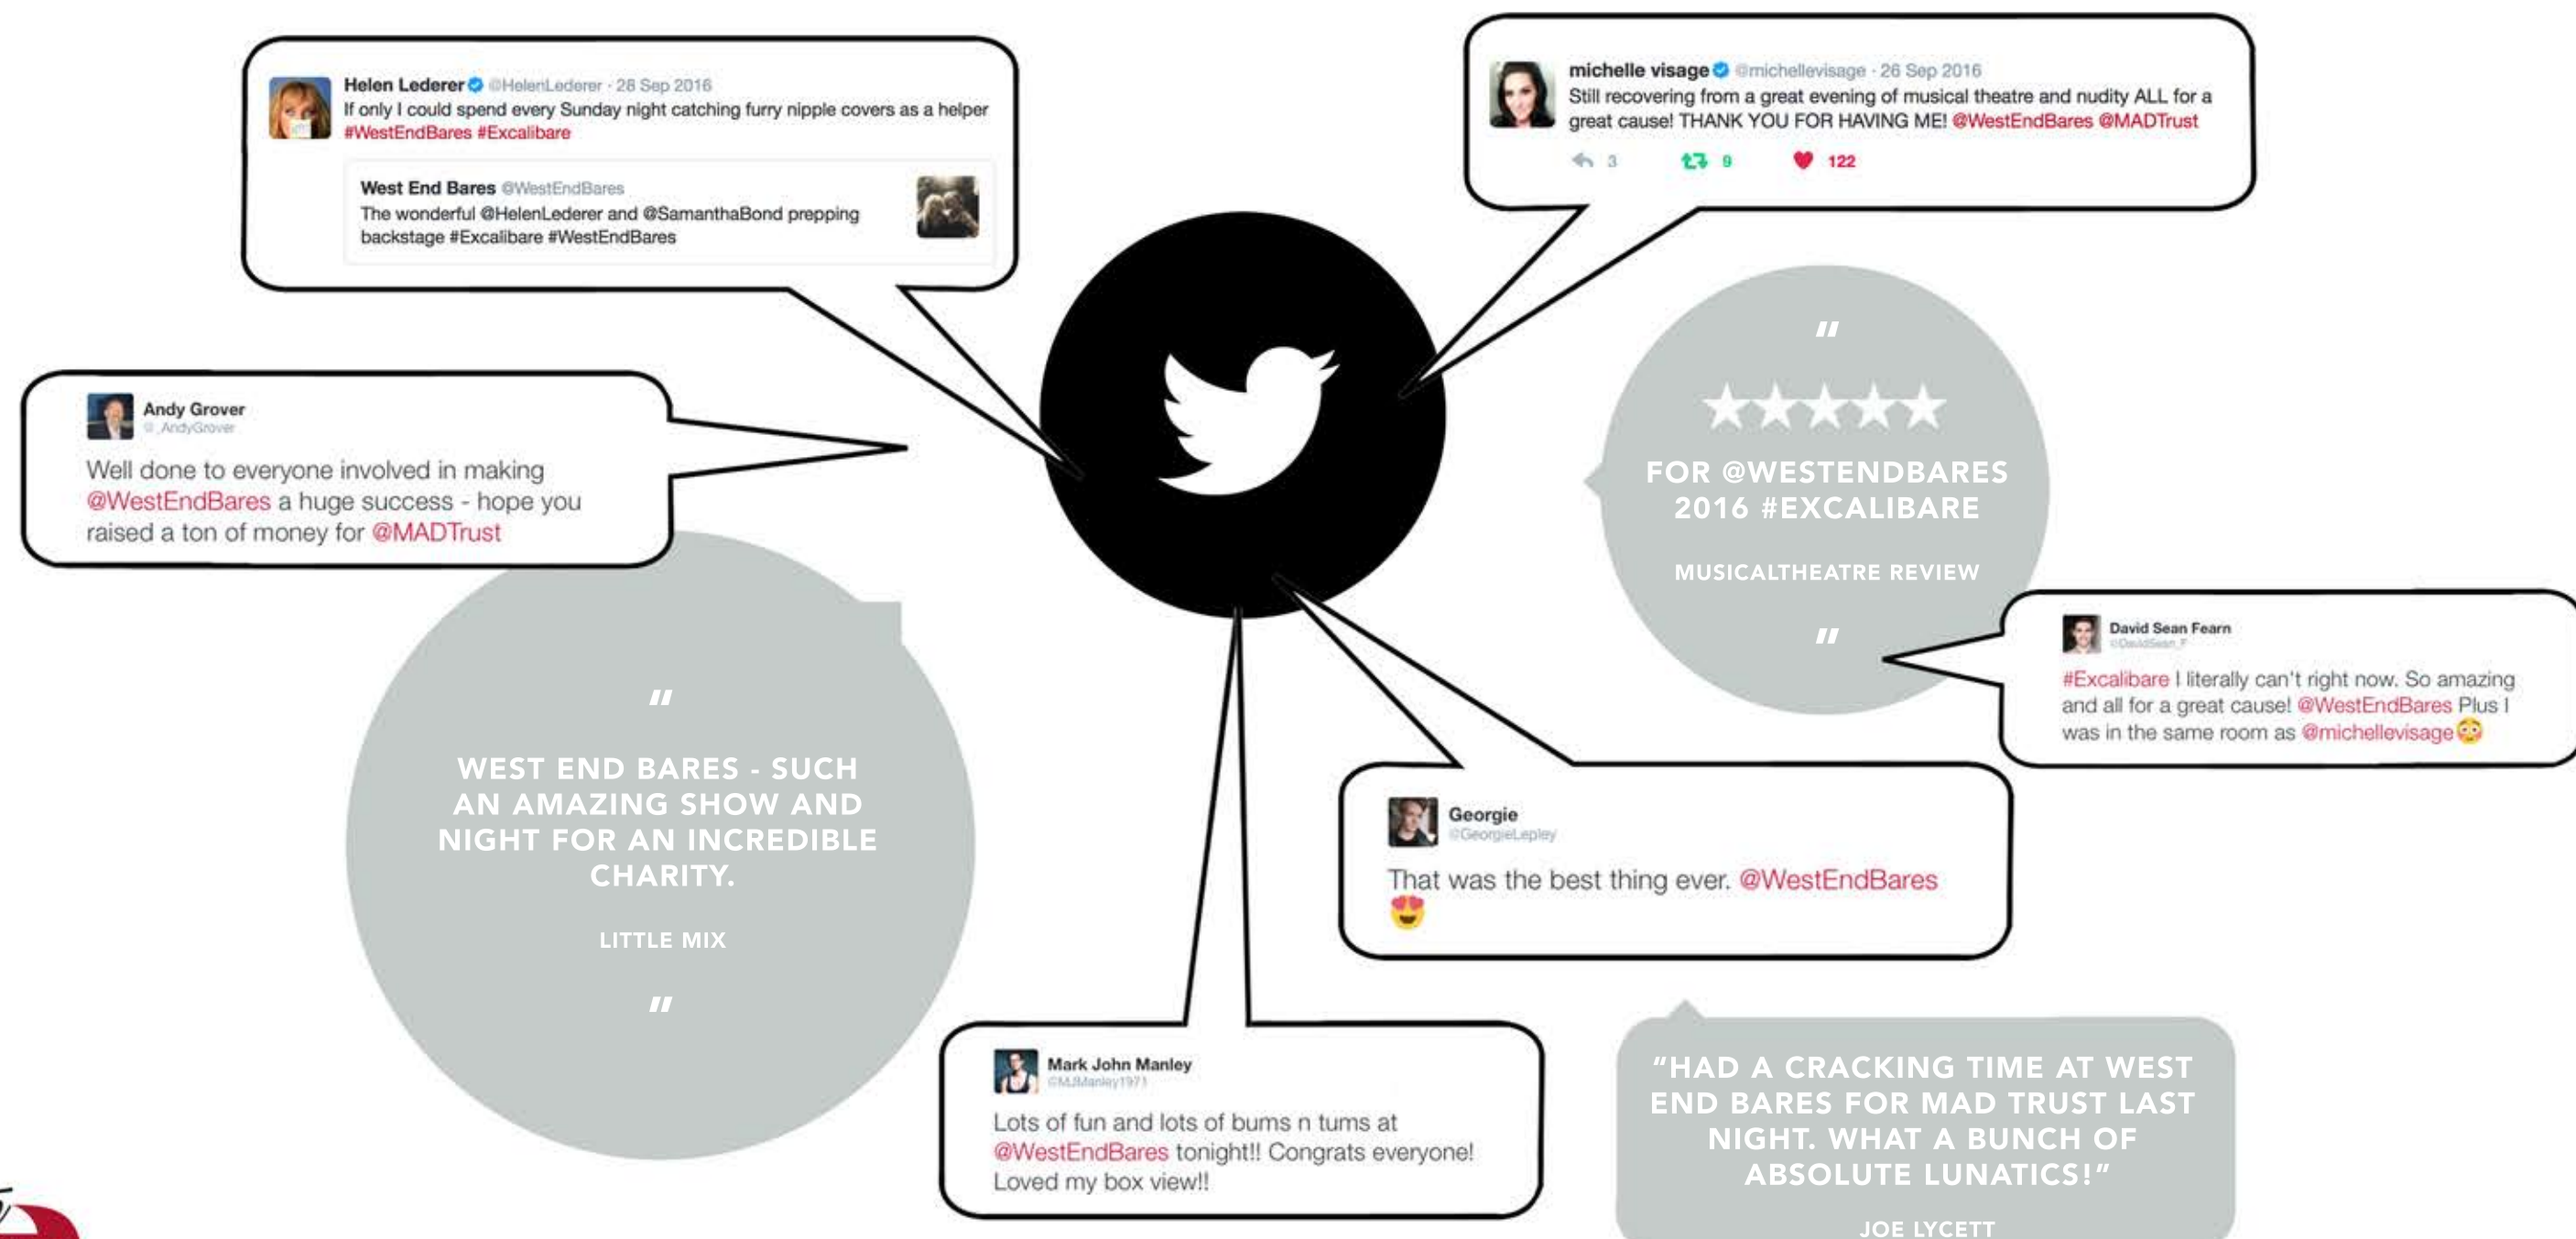 Helen Lederer @HelenLederer · 28 Sep 2016
If only I could spend every Sunday night catching furry nipple covers as a helper
#WestEndBares #Excalibare
West End Bares @WestEndBares
The wonderful @HelenLederer and @SamanthaBond prepping
backstage #Excalibare #WestEndBares
michelle visage @michellevisage · 26 Sep 2016
Still recovering from a great evening of musical theatre and nudity ALL for a
great cause! THANK YOU FOR HAVING ME! @WestEndBares @MADTrust
3 9 122
Andy Grover
@_AndyGrover
Well done to everyone involved in making
@WestEndBares a huge success - hope you
raised a ton of money for @MADTrust
"
FOR @WESTENDBARES
2016 #EXCALIBARE
MUSICALTHEATRE REVIEW
"
David Sean Fearn
@DavidSean_F
#Excalibare I literally can't right now. So amazing
and all for a great cause! @WestEndBares Plus I
was in the same room as @michellevisage😳
"
WEST END BARES - SUCH
AN AMAZING SHOW AND
NIGHT FOR AN INCREDIBLE
CHARITY.
LITTLE MIX
"
Georgie
@GeorgieLepley
That was the best thing ever. @WestEndBares
😍
Mark John Manley
@MJManley1971
Lots of fun and lots of bums n tums at
@WestEndBares tonight!! Congrats everyone!
Loved my box view!!
"HAD A CRACKING TIME AT WEST
END BARES FOR MAD TRUST LAST
NIGHT. WHAT A BUNCH OF
ABSOLUTE LUNATICS!"
JOE LYCETT